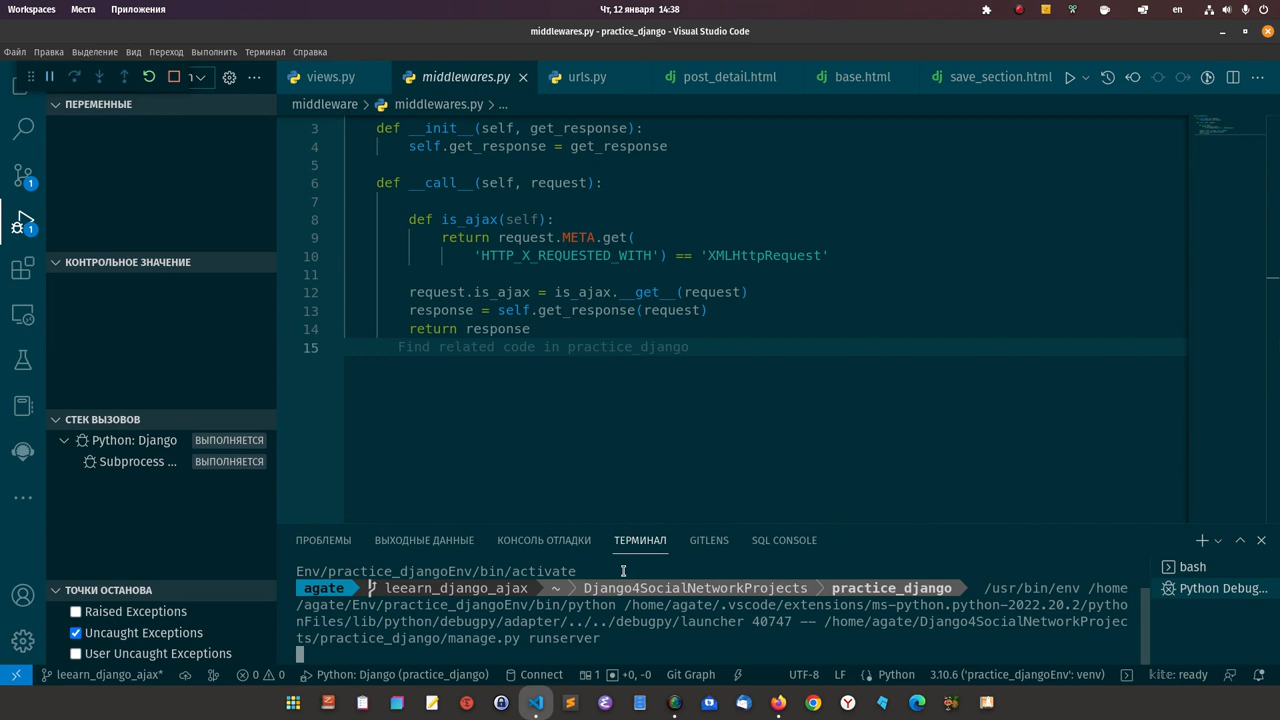 Workspaces Места Приложения Чт, 12 января 14:38 en
middlewares.py - practice_django - Visual Studio Code
Файл Правка Выделение Вид Переход Выполнить Терминал Справка
views.py middlewares.py urls.py post_detail.html base.html save_section.html
ПЕРЕМЕННЫЕ
middleware > middlewares.py > ...
3 def __init__(self, get_response):
4 self.get_response = get_response
5
6 def __call__(self, request):
7
8 def is_ajax(self):
9 return request.META.get(
10 'HTTP_X_REQUESTED_WITH') == 'XMLHttpRequest'
11
12 request.is_ajax = is_ajax.__get__(request)
13 response = self.get_response(request)
14 return response
15 Find related code in practice_django
1
1
КОНТРОЛЬНОЕ ЗНАЧЕНИЕ
СТЕК ВЫЗОВОВ
Python: Django ВЫПОЛНЯЕТСЯ
Subprocess ... ВЫПОЛНЯЕТСЯ
ТОЧКИ ОСТАНОВА
Raised Exceptions
Uncaught Exceptions
User Uncaught Exceptions
ПРОБЛЕМЫ ВЫХОДНЫЕ ДАННЫЕ КОНСОЛЬ ОТЛАДКИ ТЕРМИНАЛ GITLENS SQL CONSOLE
Env/practice_djangoEnv/bin/activate
agate leearn_django_ajax ~ Django4SocialNetworkProjects practice_django /usr/bin/env /home
/agate/Env/practice_djangoEnv/bin/python /home/agate/.vscode/extensions/ms-python.python-2022.20.2/pytho
nFiles/lib/python/debugpy/adapter/../../debugpy/launcher 40747 -- /home/agate/Django4SocialNetworkProjec
ts/practice_django/manage.py runserver
bash
Python Debug...
leearn_django_ajax* 0 0 Python: Django (practice_django) Connect 1 +0, -0 Git Graph UTF-8 LF Python 3.10.6 ('practice_djangoEnv': venv) kite: ready